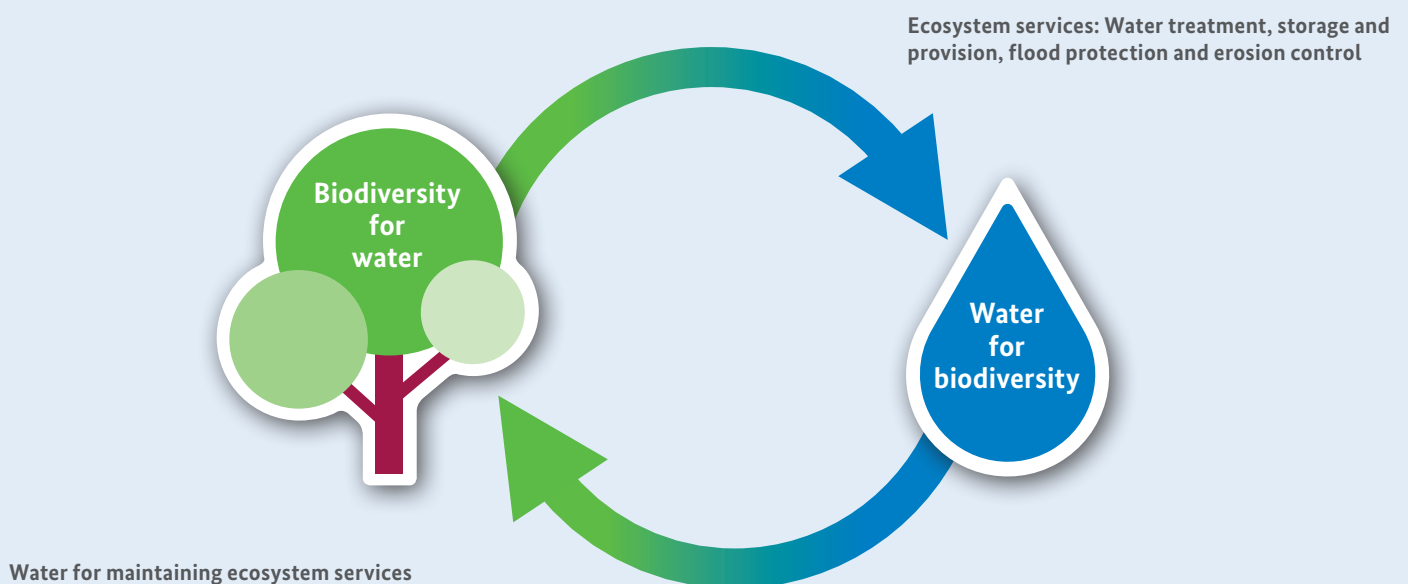 Ecosystem services: Water treatment, storage and
provision, flood protection and erosion control
Biodiversity
for
water
Water
for
biodiversity
Water for maintaining ecosystem services